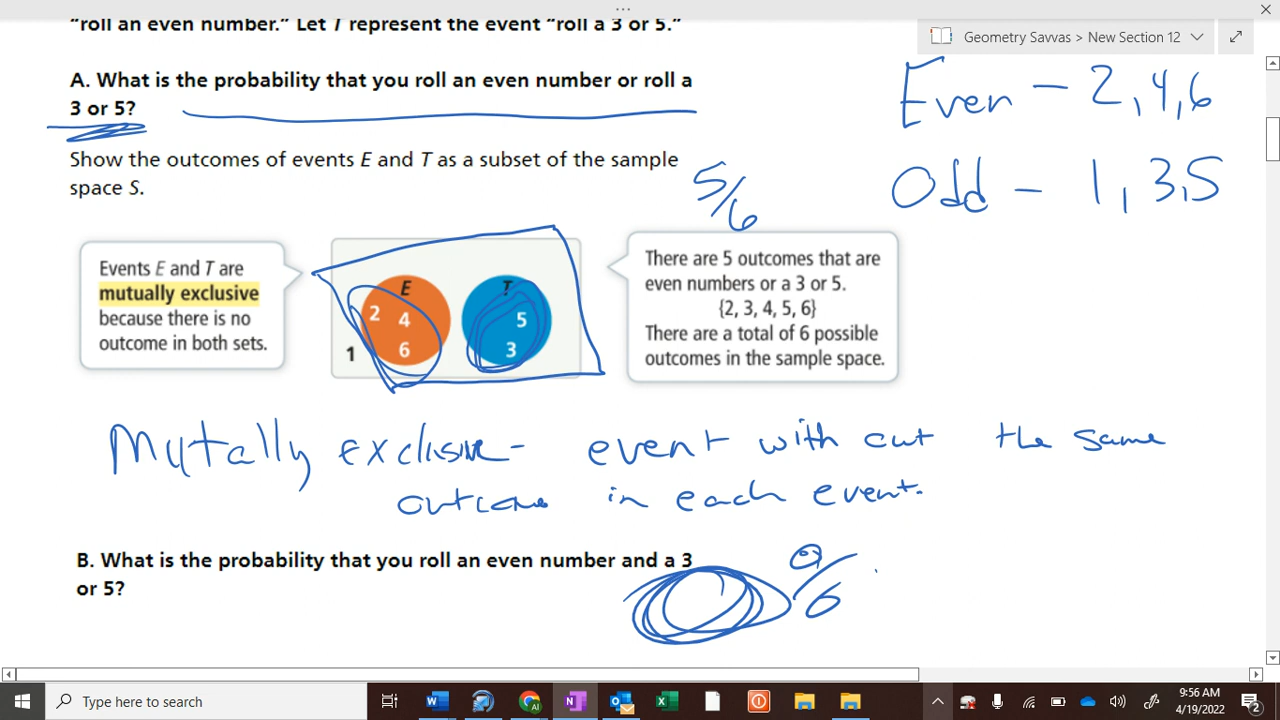 "roll an even number." Let T represent the event "roll a 3 or 5."
Geometry Savvas > New Section 12
A. What is the probability that you roll an even number or roll a
3 or 5?
Even – 2,4,6
Show the outcomes of events E and T as a subset of the sample
space S.
5/6
Odd – 1,3,5
Events E and T are
mutually exclusive
because there is no
outcome in both sets.
E
2 4
6
1
T
5
3
There are 5 outcomes that are
even numbers or a 3 or 5.
{2, 3, 4, 5, 6}
There are a total of 6 possible
outcomes in the sample space.
Mutally exclusive – event with out the same
outcome in each event.
B. What is the probability that you roll an even number and a 3
or 5?
0/6
Type here to search
9:56 AM
4/19/2022
2